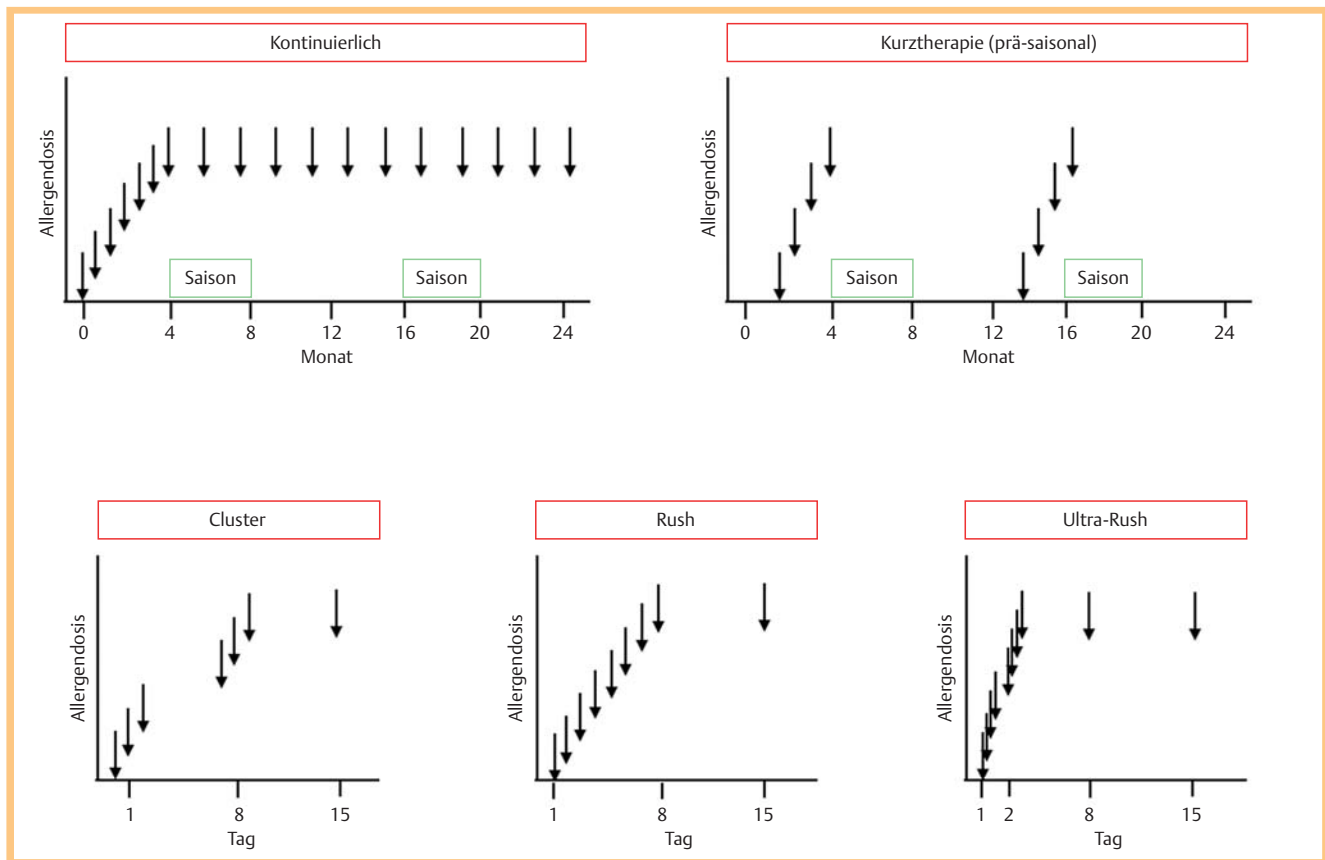 Kontinuierlich
Allergendosis
Saison Saison
0 4 8 12 16 20 24
Monat
Kurztherapie (prä-saisonal)
Allergendosis
Saison Saison
0 4 8 12 16 20 24
Monat
Cluster
Allergendosis
1 8 15
Tag
Rush
Allergendosis
1 8 15
Tag
Ultra-Rush
Allergendosis
1 2 8 15
Tag